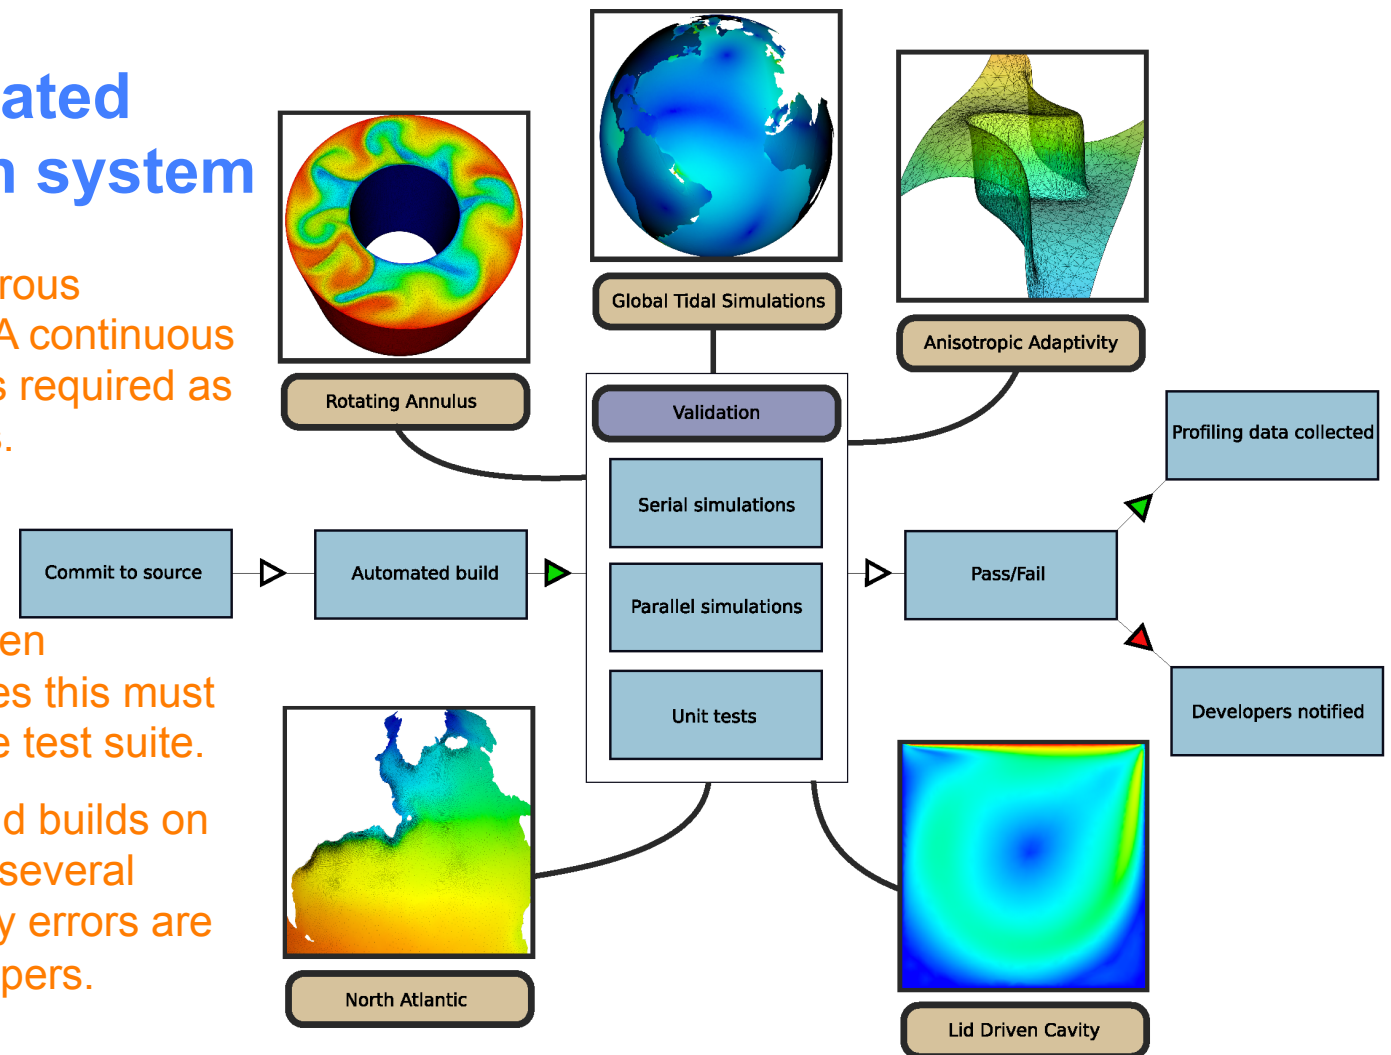 ated
n system
rous
A continuous
s required as
s.
en
es this must
e test suite.
d builds on
several
y errors are
pers.
Global Tidal Simulations
Anisotropic Adaptivity
Rotating Annulus
Validation
Serial simulations
Parallel simulations
Unit tests
Commit to source
Automated build
Pass/Fail
Profiling data collected
Developers notified
North Atlantic
Lid Driven Cavity